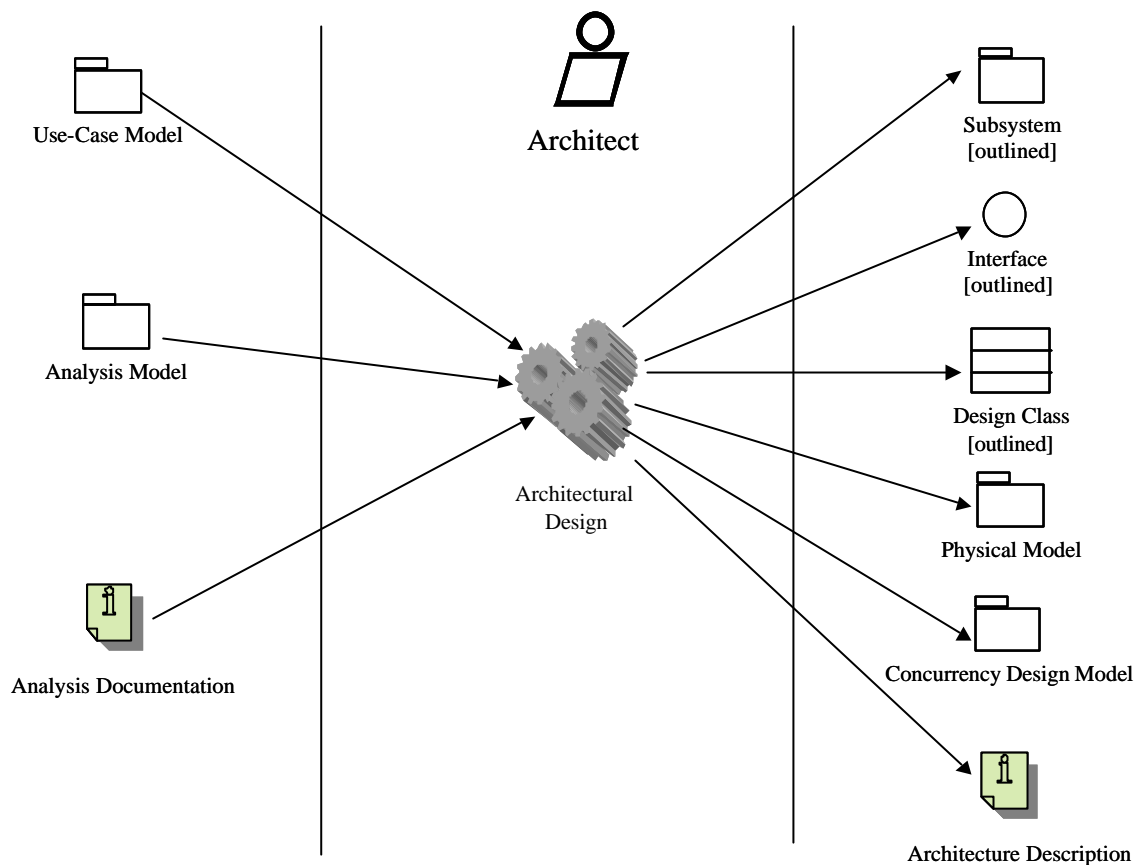 Use-Case Model
Analysis Model
Analysis Documentation
Architect
Architectural
Design
Subsystem
[outlined]
Interface
[outlined]
Design Class
[outlined]
Physical Model
Concurrency Design Model
Architecture Description